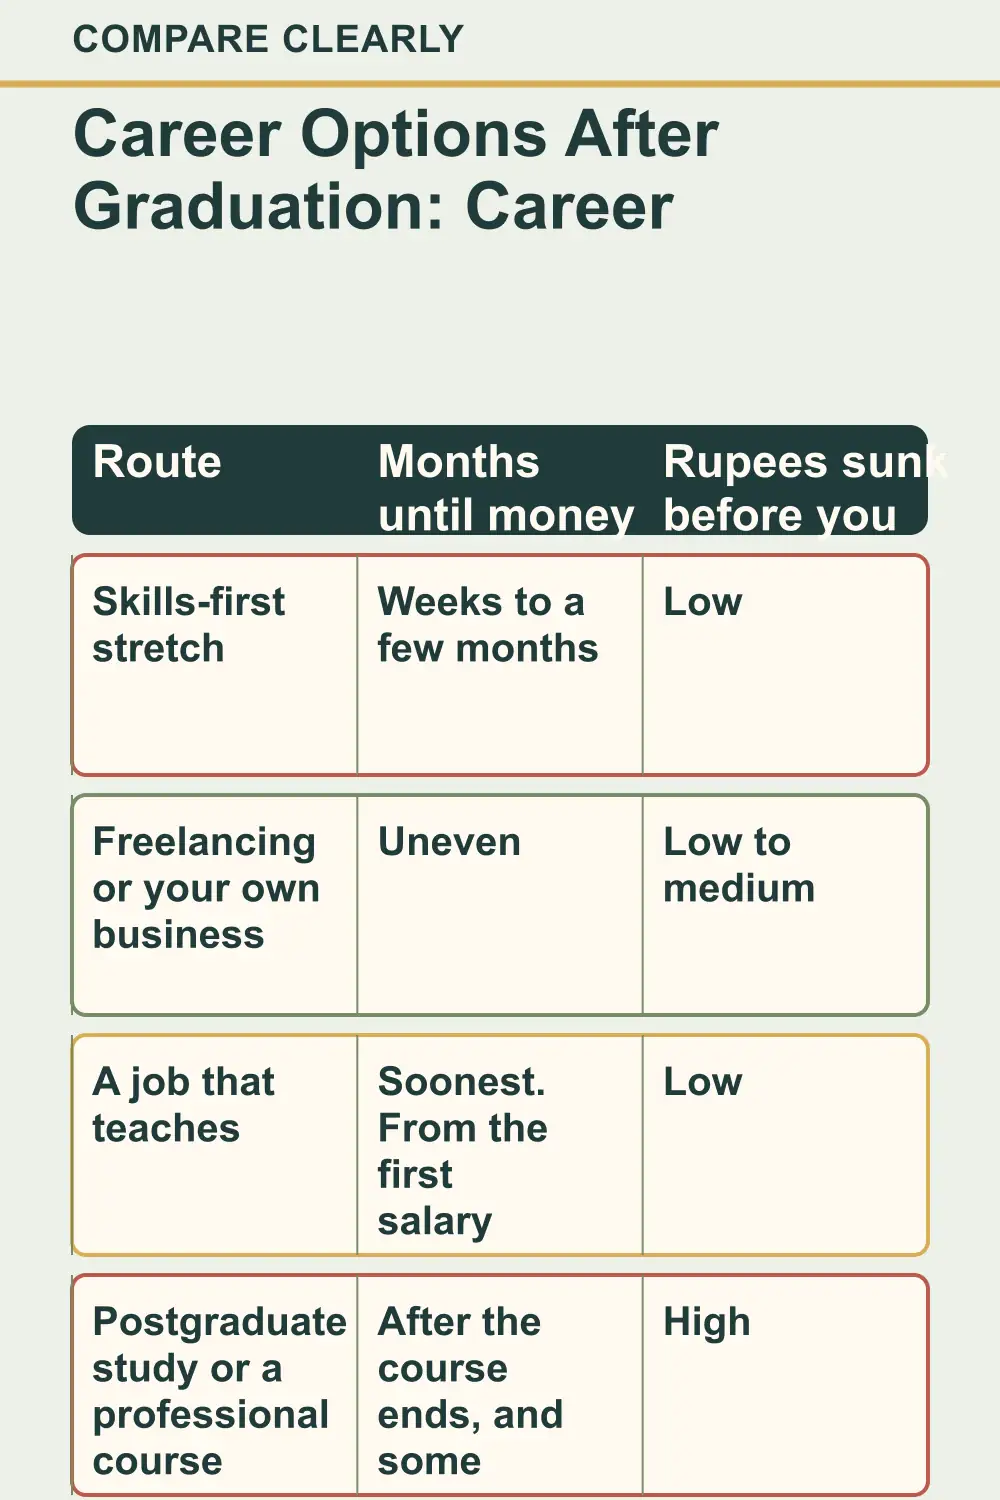 COMPARE CLEARLY
Career Options After
Graduation: Career
Route
Months
until money
Rupees sunk
before you
Skills-first
stretch
Weeks to a
few months
Low
Freelancing
or your own
business
Uneven
Low to
medium
A job that
teaches
Soonest.
From the
first
salary
Low
Postgraduate
study or a
professional
course
After the
course
ends, and
some
High